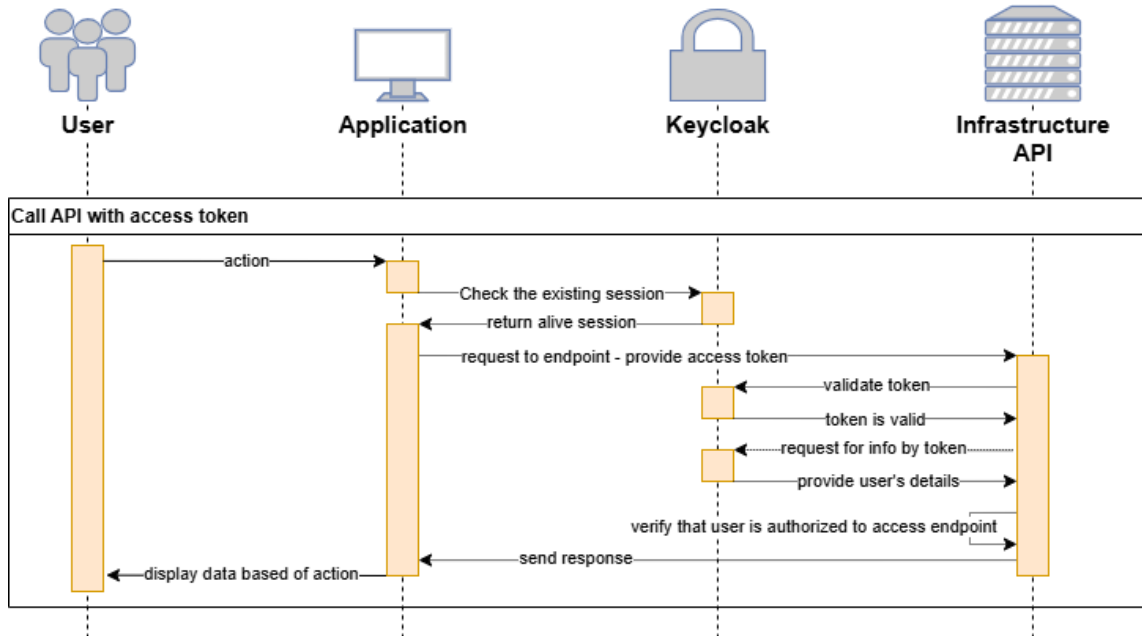 User
Application
Keycloak
Infrastructure
API
Call API with access token
action
Check the existing session
return alive session
request to endpoint - provide access token
validate token
token is valid
request for info by token
provide user's details
verify that user is authorized to access endpoint
send response
display data based of action